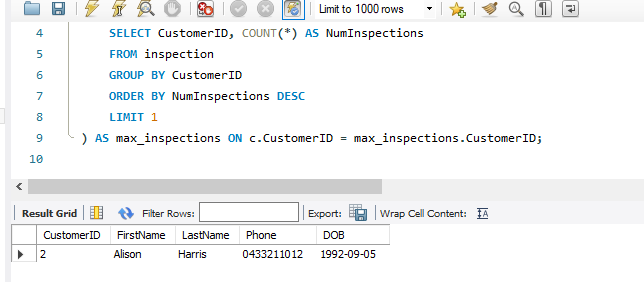 Limit to 1000 rows
4 SELECT CustomerID, COUNT(*) AS NumInspections
5 FROM inspection
6 GROUP BY CustomerID
7 ORDER BY NumInspections DESC
8 LIMIT 1
9 ) AS max_inspections ON c.CustomerID = max_inspections.CustomerID;
10
Result Grid Filter Rows: Export: Wrap Cell Content: IA
CustomerID FirstName LastName Phone DOB
2 Alison Harris 0433211012 1992-09-05